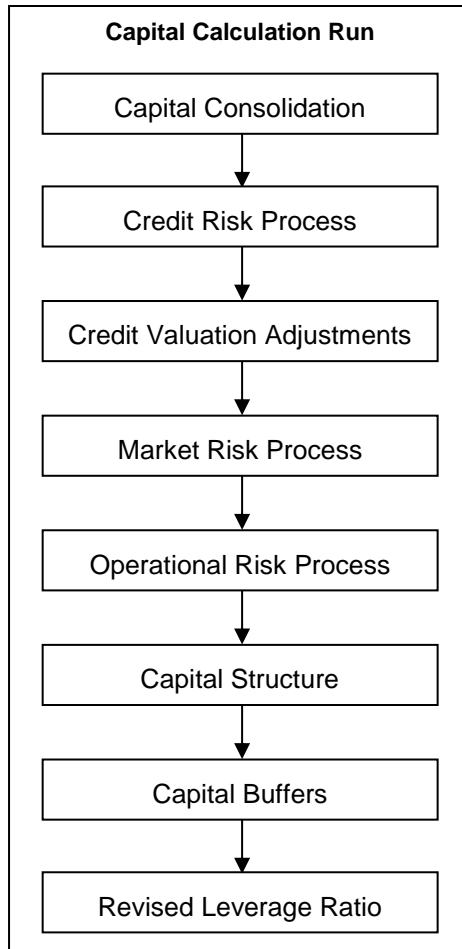 Capital Calculation Run
Capital Consolidation
Credit Risk Process
Credit Valuation Adjustments
Market Risk Process
Operational Risk Process
Capital Structure
Capital Buffers
Revised Leverage Ratio